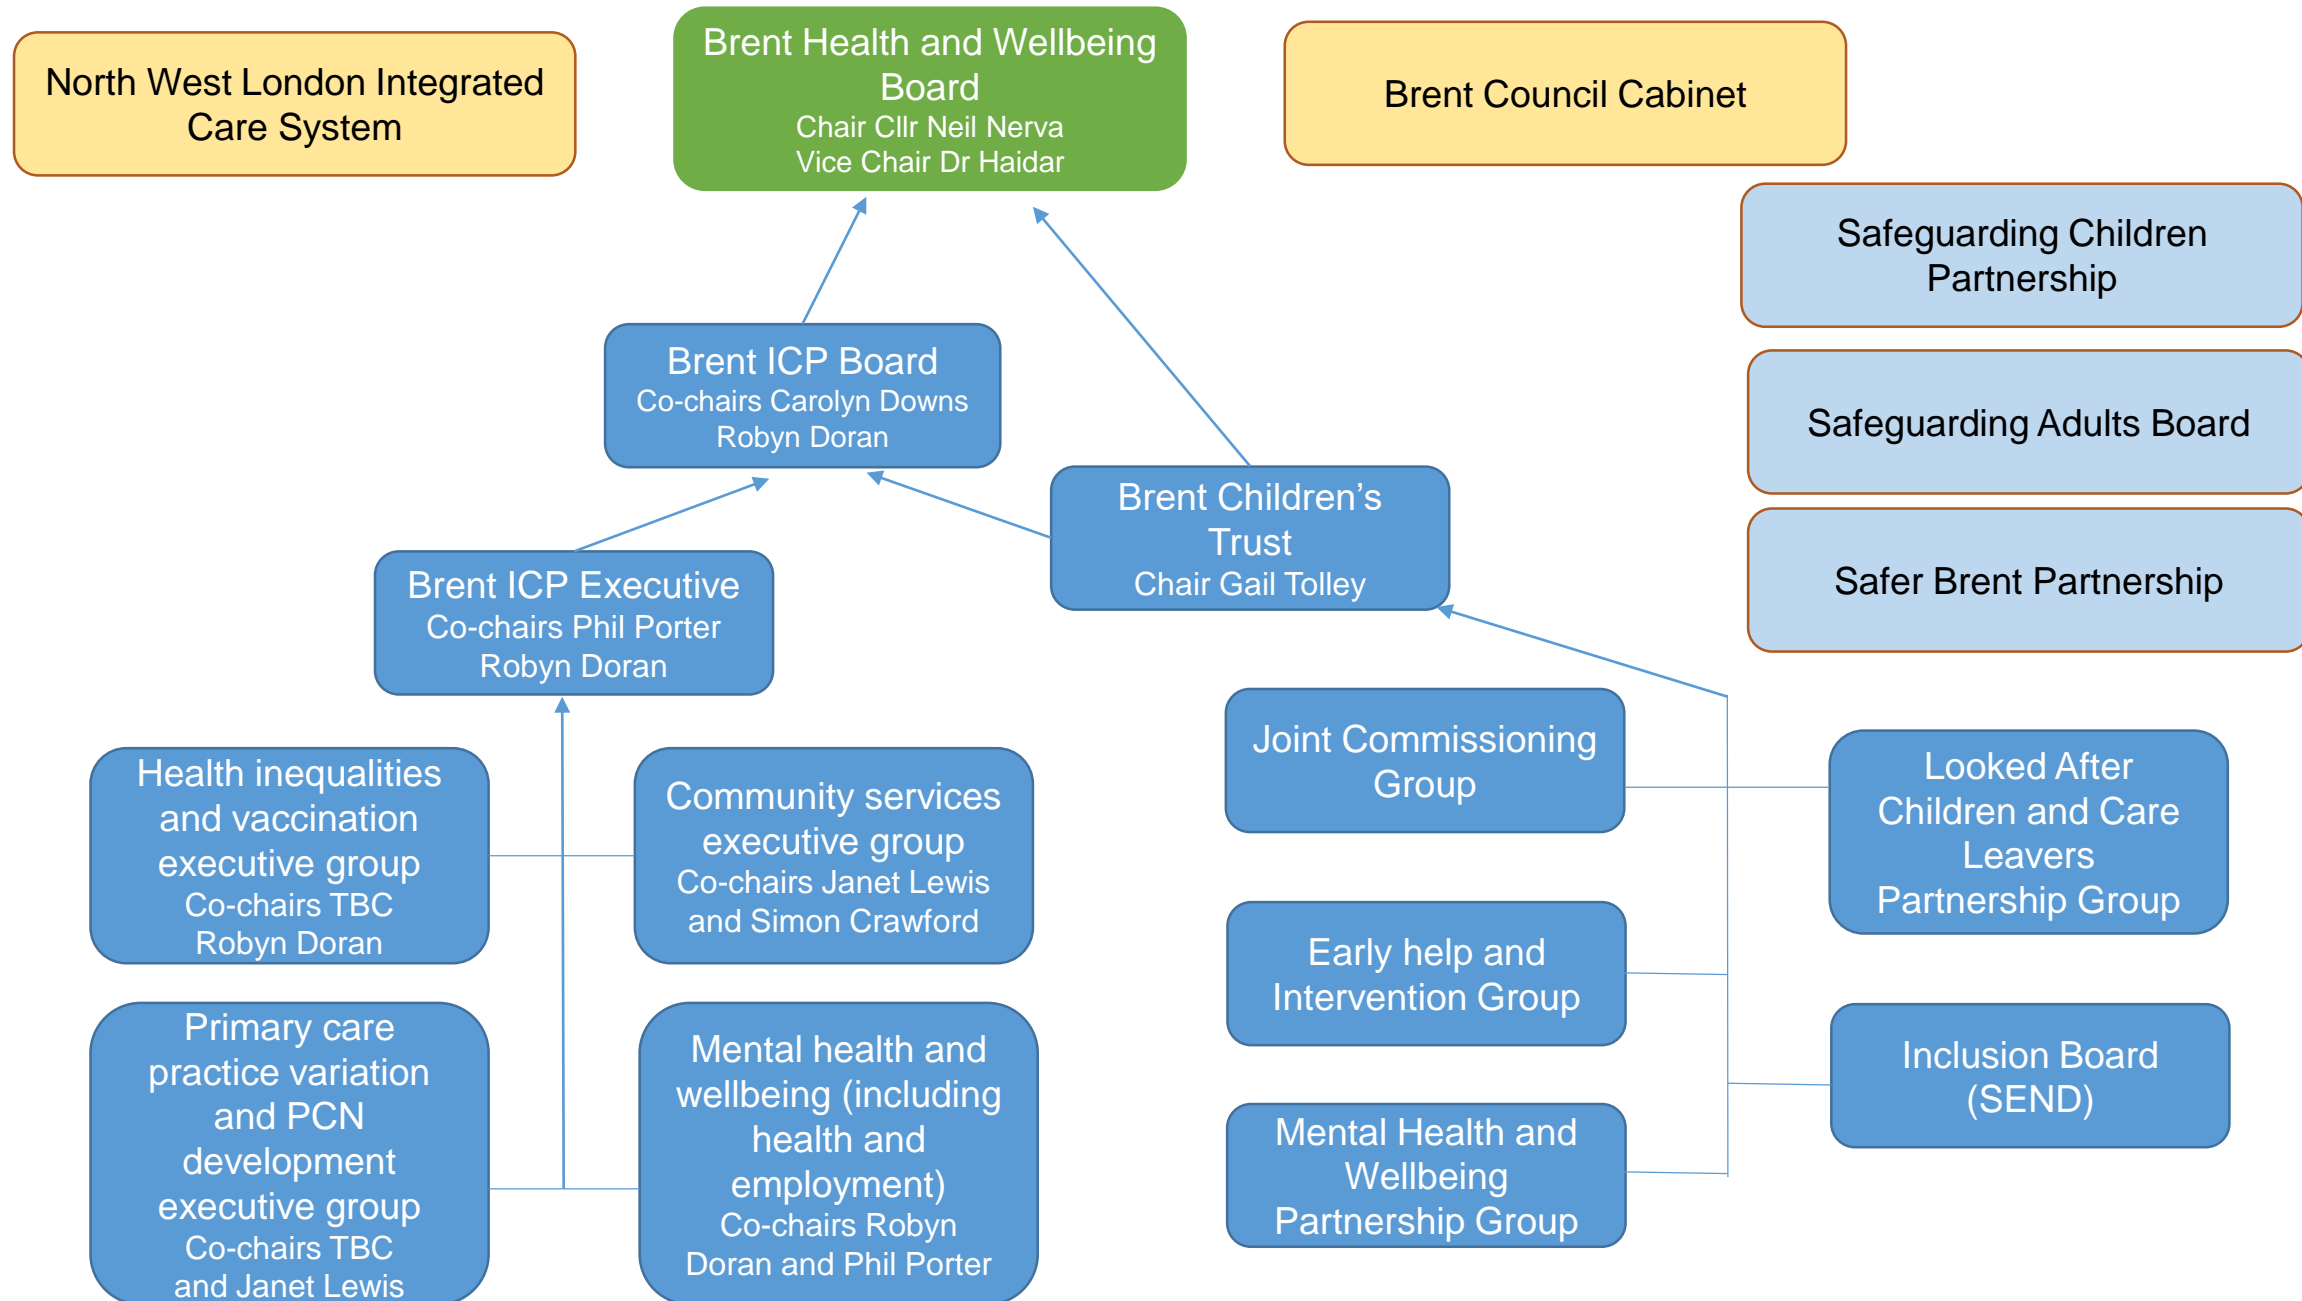 North West London Integrated
Care System
Brent Health and Wellbeing
Board
Chair Cllr Neil Nerva
Vice Chair Dr Haidar
Brent Council Cabinet
Safeguarding Children
Partnership
Safeguarding Adults Board
Safer Brent Partnership
Brent ICP Board
Co-chairs Carolyn Downs
Robyn Doran
Brent Children’s
Trust
Chair Gail Tolley
Brent ICP Executive
Co-chairs Phil Porter
Robyn Doran
Health inequalities
and vaccination
executive group
Co-chairs TBC
Robyn Doran
Community services
executive group
Co-chairs Janet Lewis
and Simon Crawford
Primary care
practice variation
and PCN
development
executive group
Co-chairs TBC
and Janet Lewis
Mental health and
wellbeing (including
health and
employment)
Co-chairs Robyn
Doran and Phil Porter
Joint Commissioning
Group
Looked After
Children and Care
Leavers
Partnership Group
Early help and
Intervention Group
Inclusion Board
(SEND)
Mental Health and
Wellbeing
Partnership Group